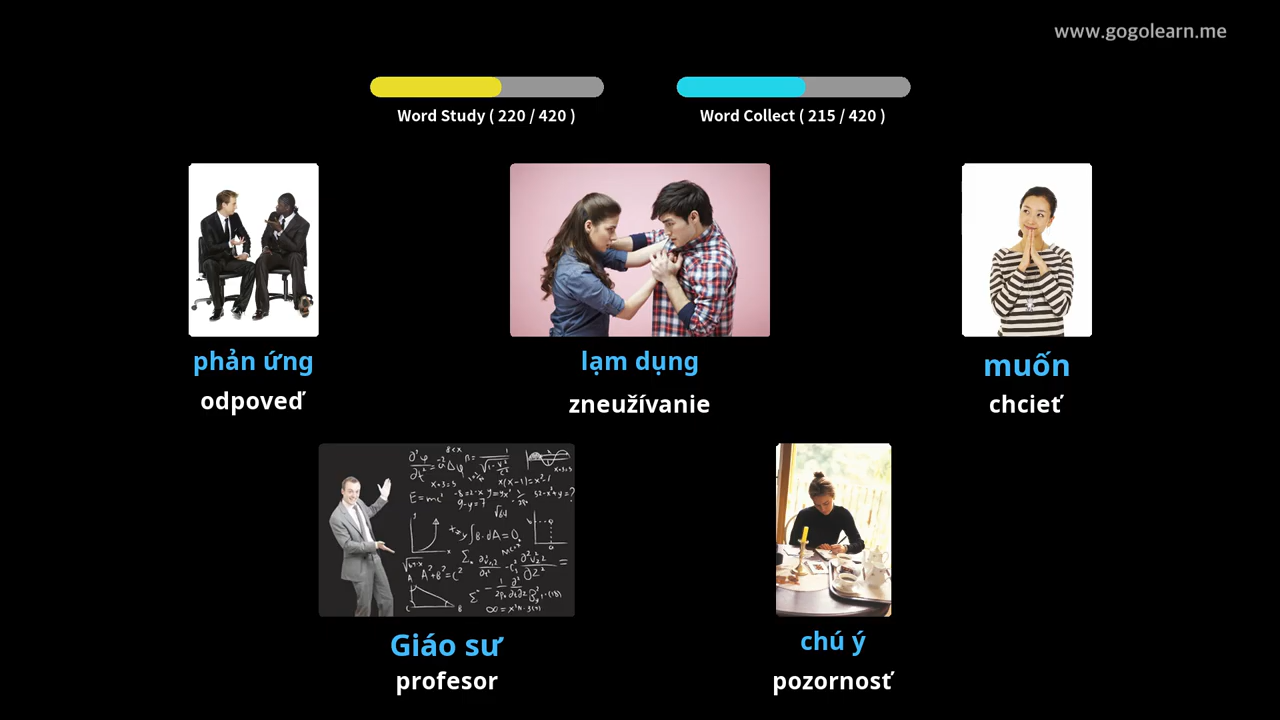 www.gogolearn.me
Word Study ( 220 / 420 )
Word Collect ( 215 / 420 )
phản ứng
odpoveď
lạm dụng
zneužívanie
muốn
chcieť
Giáo sư
profesor
chú ý
pozornosť